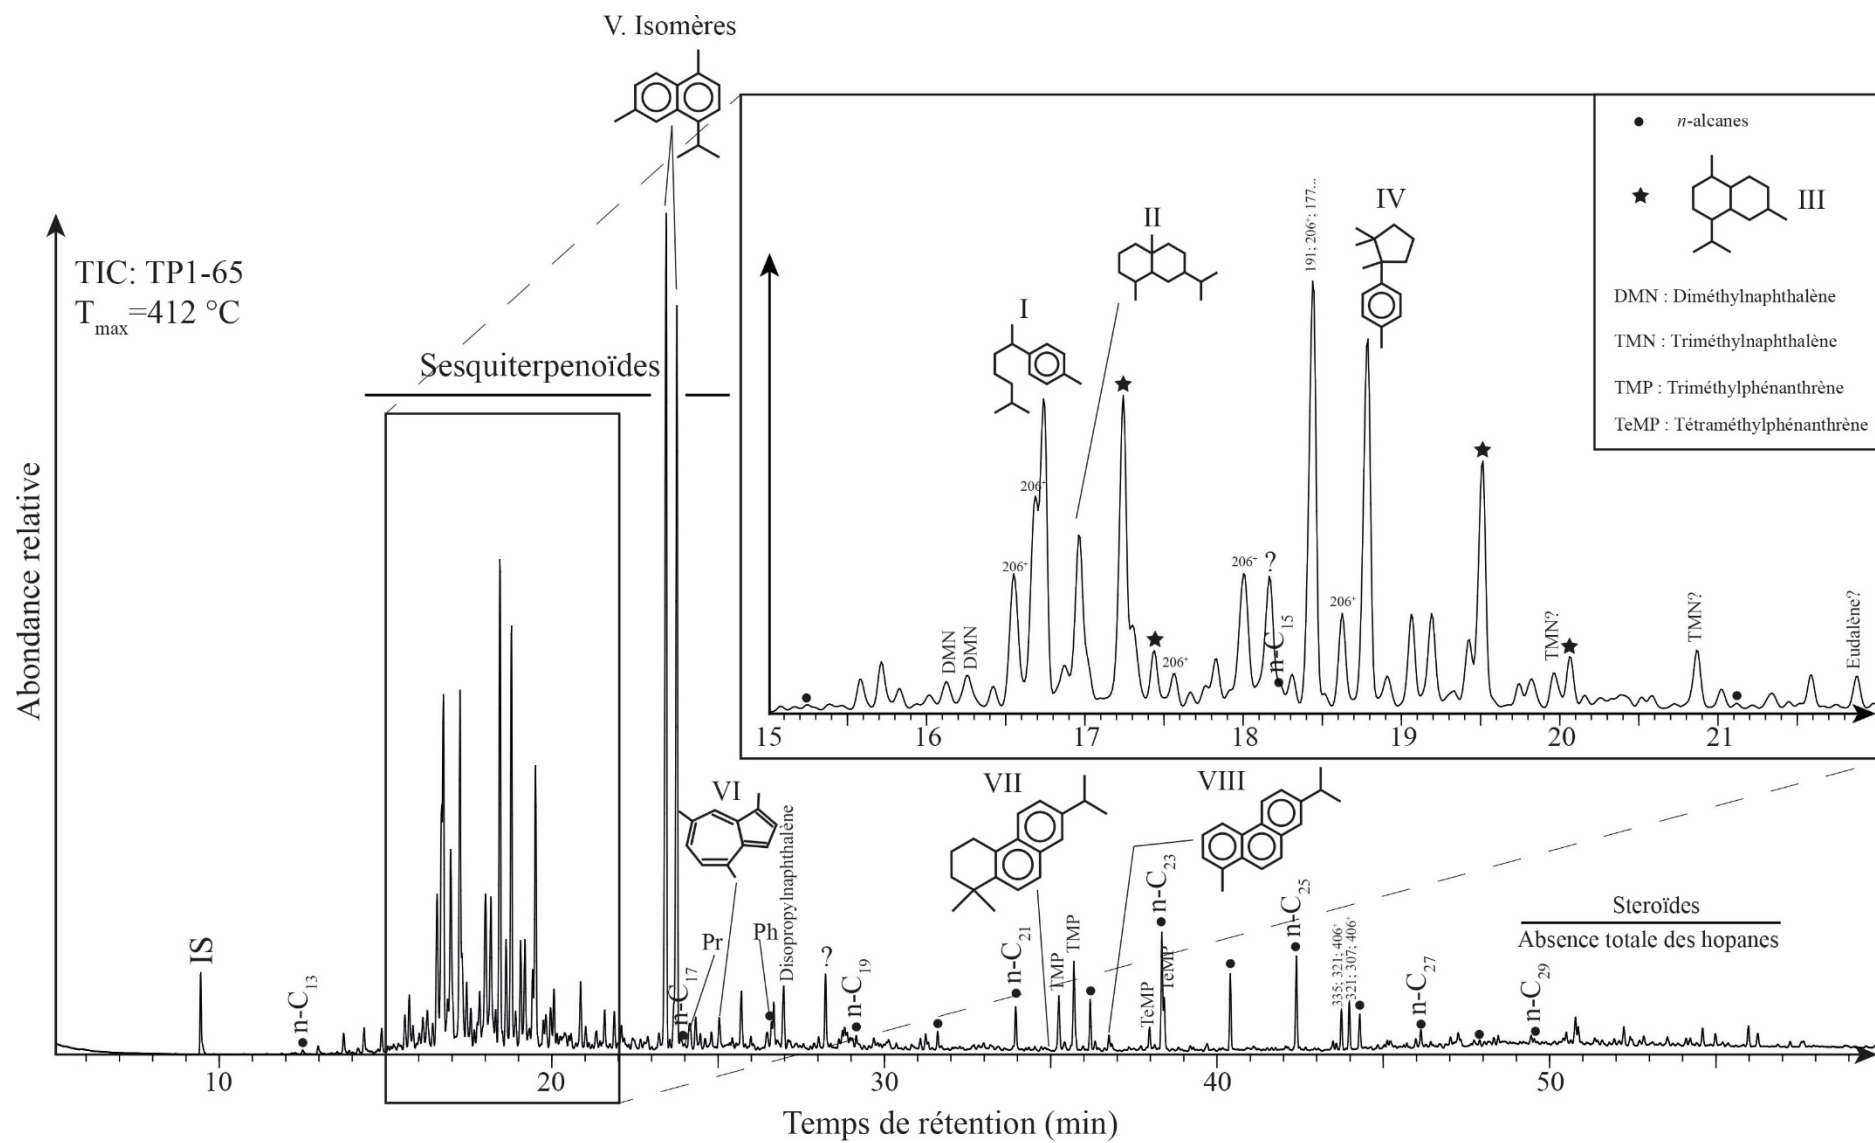 V. Isomères
TIC: TP1-65
Tmax=412 °C
Sesquiterpenoïdes
I
206+
206+
II
206+
206+
?
n-C15
191; 206+; 177...
206+
IV
DMN
DMN
TMN?
TMN?
Eudalène?
15
16
17
18
19
20
21
n-alcanes
III
DMN : Diméthylnaphthalène
TMN : Triméthylnaphthalène
TMP : Triméthylphénanthrène
TeMP : Tétraméthylphénanthrène
Abondance relative
IS
n-C13
n-C17
Pr
VI
Ph
Disopropylnaphthalène
?
n-C19
VII
n-C21
TMP
TMP
VIII
TeMP
n-C23
TeMP
n-C25
335; 321; 406+
321; 307; 406+
n-C27
n-C29
Steroïdes
Absence totale des hopanes
10
20
30
40
50
Temps de rétention (min)